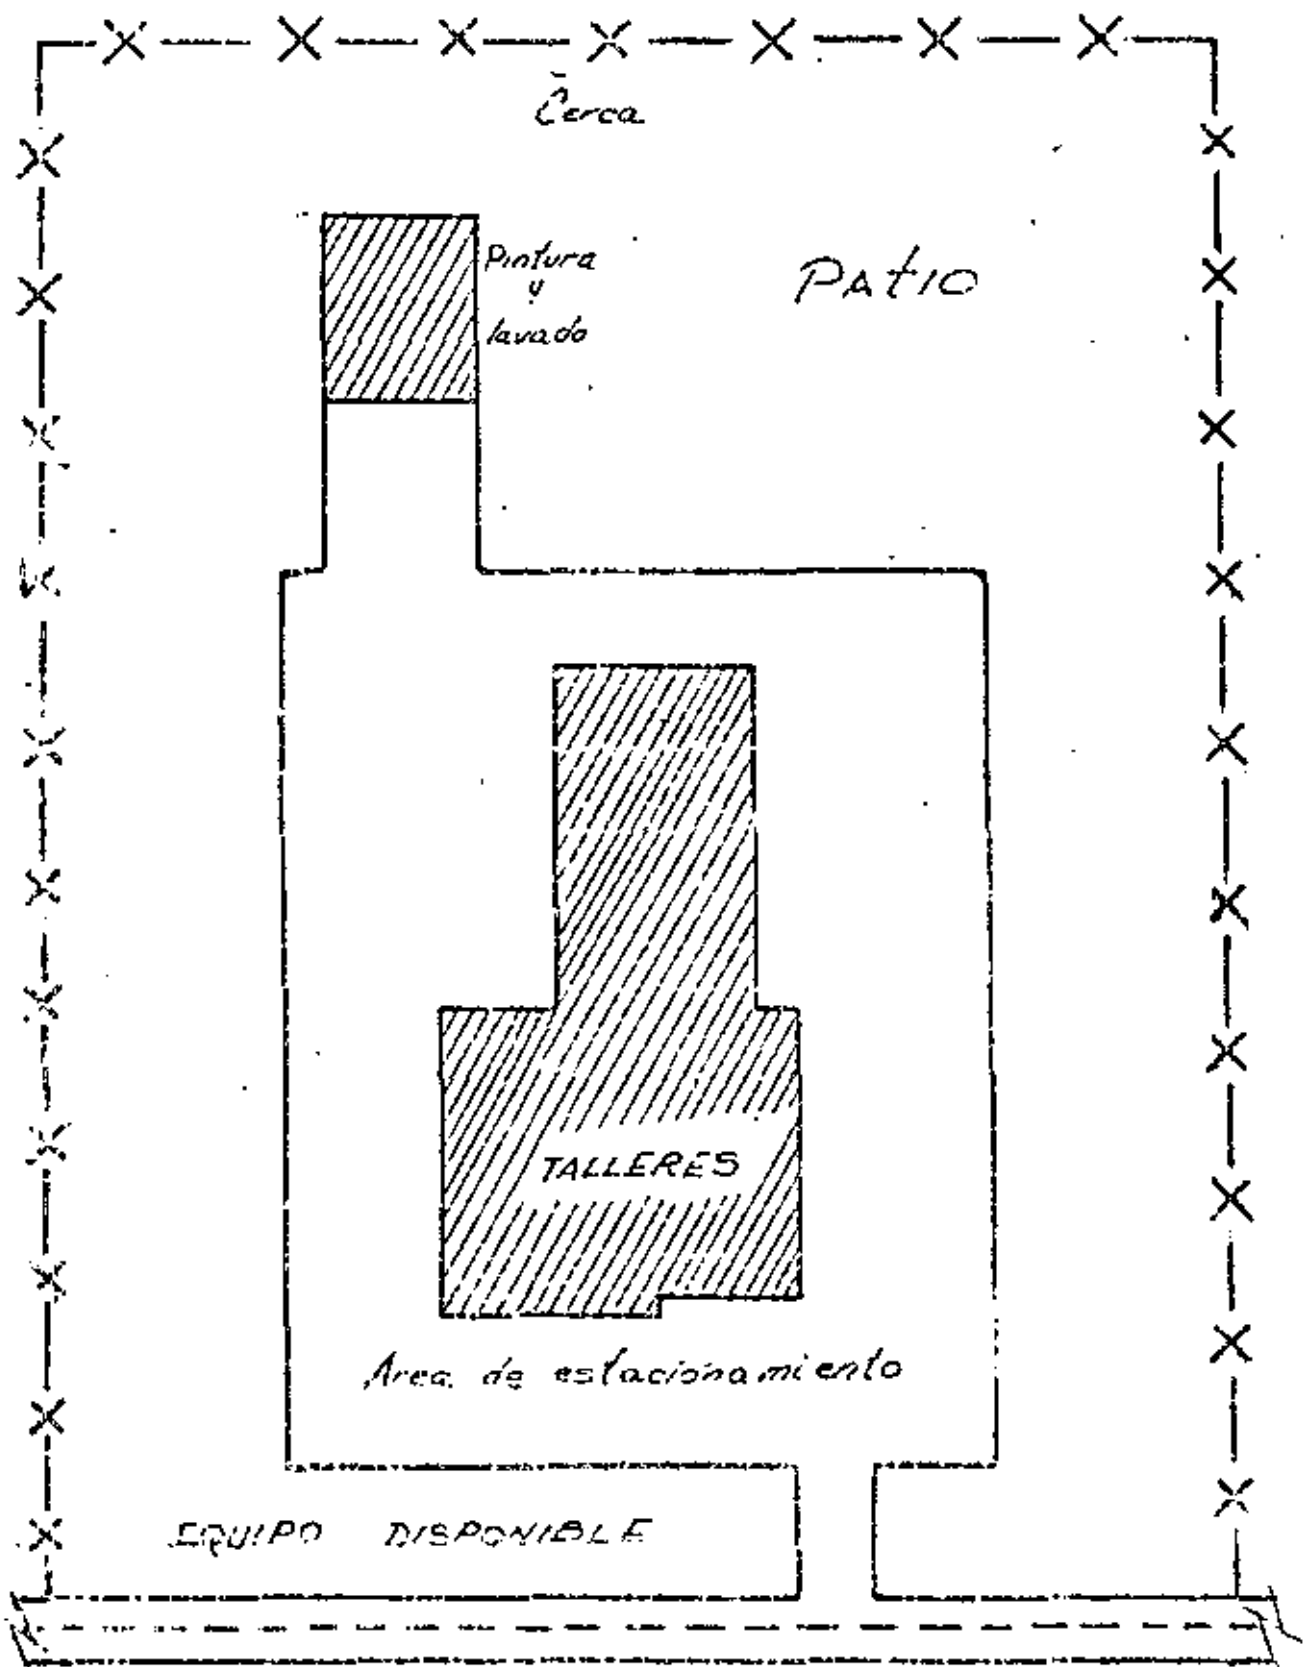 Cerca
Pintura
y
lavado
PATIO
TALLERES
Area de estacionamiento
EQUIPO DISPONIBLE